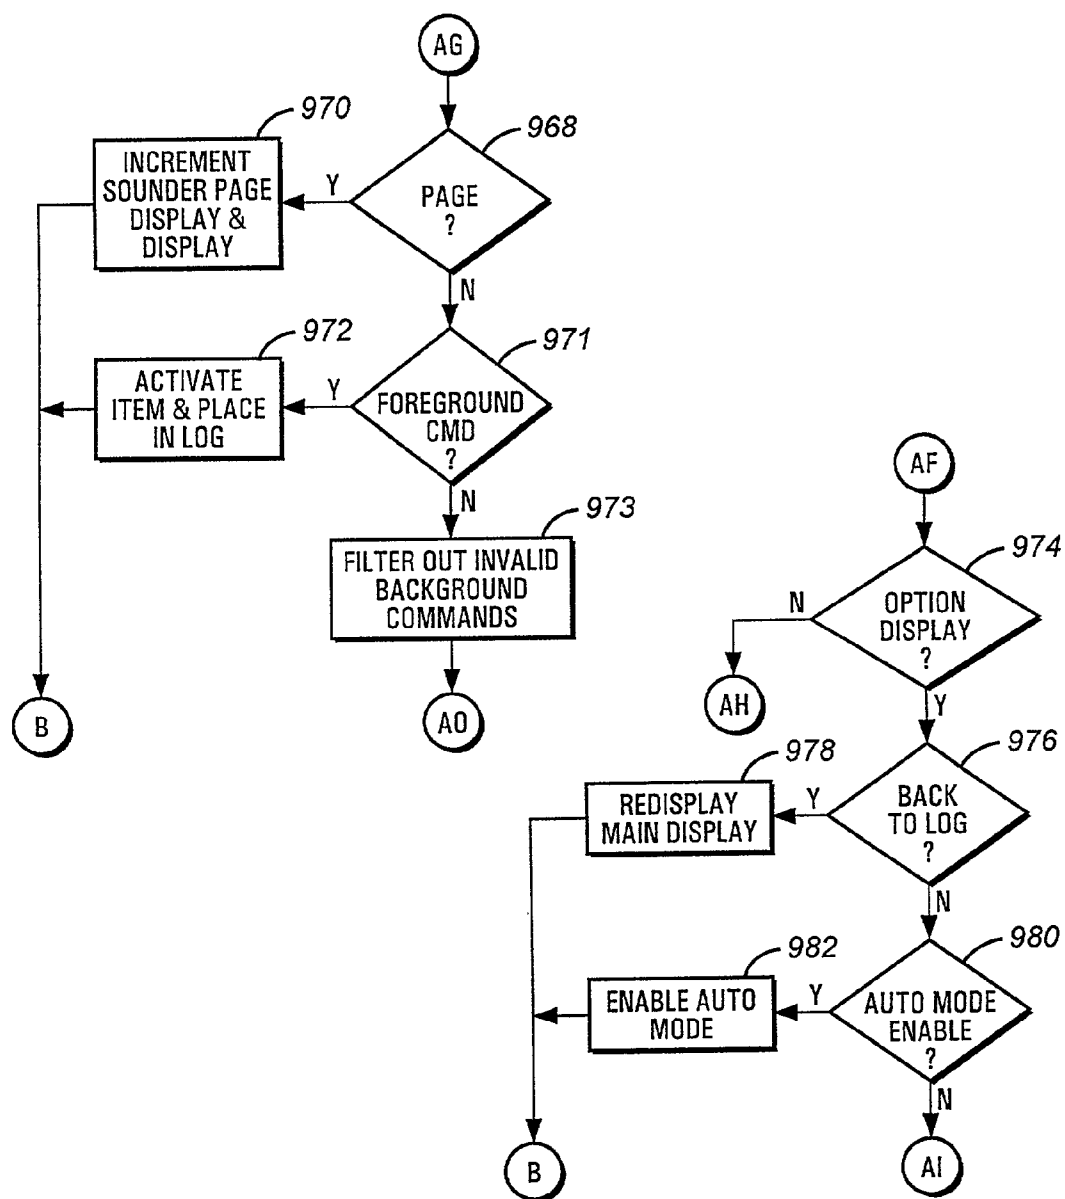 AG
970
968
INCREMENT
SOUNDER PAGE
DISPLAY &
DISPLAY
Y
PAGE
?
N
972
971
ACTIVATE
ITEM & PLACE
IN LOG
Y
FOREGROUND
CMD
?
N
973
FILTER OUT INVALID
BACKGROUND
COMMANDS
B
AO
AF
974
N
OPTION
DISPLAY
?
AH
Y
978
976
REDISPLAY
MAIN DISPLAY
Y
BACK
TO LOG
?
N
982
980
ENABLE AUTO
MODE
Y
AUTO MODE
ENABLE
?
N
B
AI